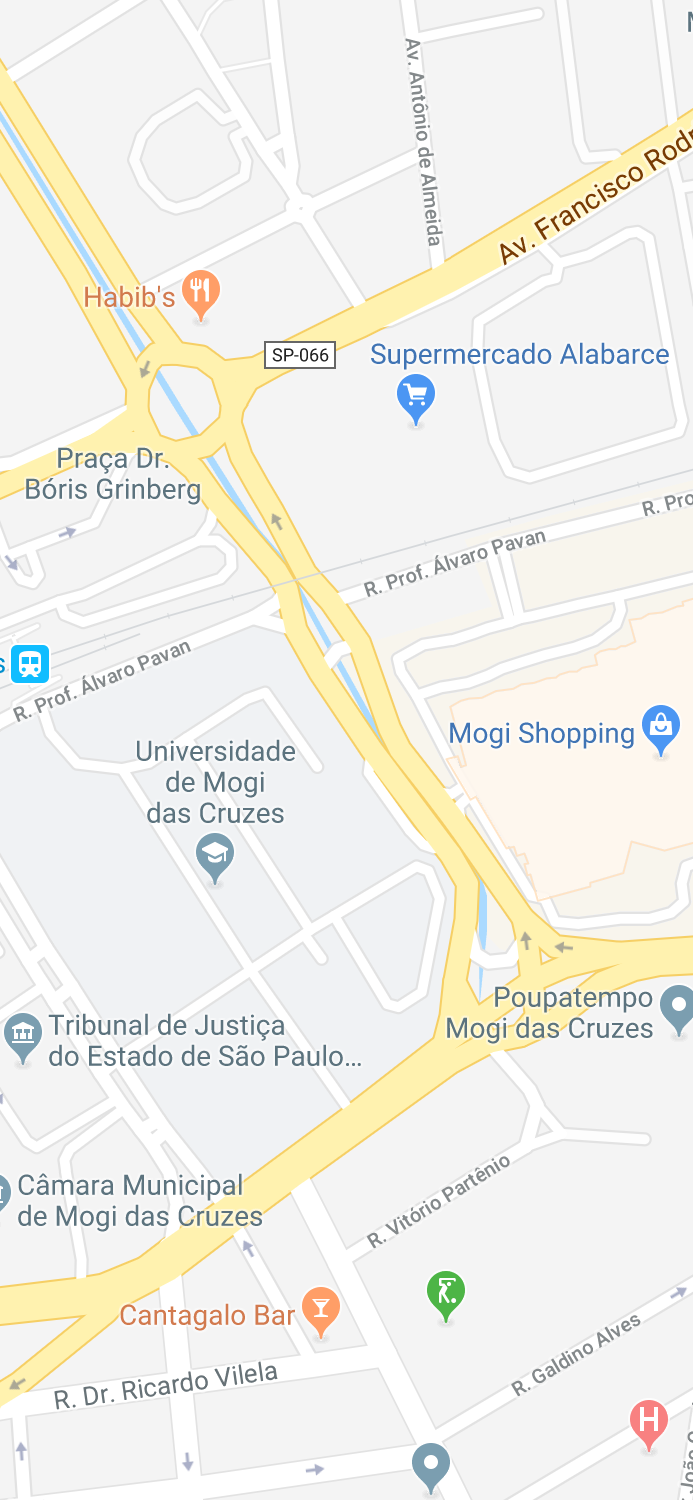 Av. Antônio de Almeida
Av. Francisco Rodr
Habib's
SP-066
Supermercado Alabarce
Praça Dr.
Bóris Grinberg
R. Pro
R. Prof. Álvaro Pavan
s
R. Prof. Álvaro Pavan
Mogi Shopping
Universidade
de Mogi
das Cruzes
Poupatempo
Mogi das Cruzes
Tribunal de Justiça
do Estado de São Paulo...
R. Vitório Partênio
Câmara Municipal
de Mogi das Cruzes
Cantagalo Bar
R. Galdino Alves
R. Dr. Ricardo Vilela
H
João